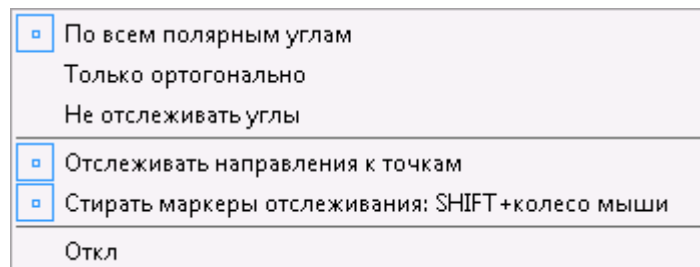 По всем полярным углам
Только ортогонально
Не отслеживать углы
Отслеживать направления к точкам
Стирать маркеры отслеживания: SHIFT+колесо мыши
Откл